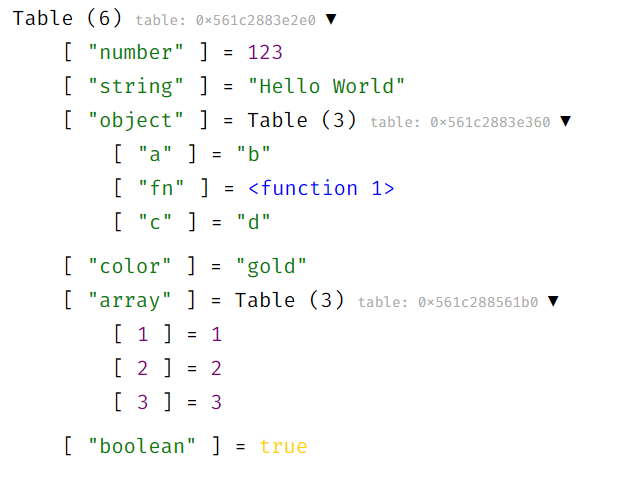 Table (6) table: 0×561c2883e2e0 ▼
[ "number" ] = 123
[ "string" ] = "Hello World"
[ "object" ] = Table (3) table: 0×561c2883e360 ▼
[ "a" ] = "b"
[ "fn" ] = <function 1>
[ "c" ] = "d"
[ "color" ] = "gold"
[ "array" ] = Table (3) table: 0×561c288561b0 ▼
[ 1 ] = 1
[ 2 ] = 2
[ 3 ] = 3
[ "boolean" ] = true